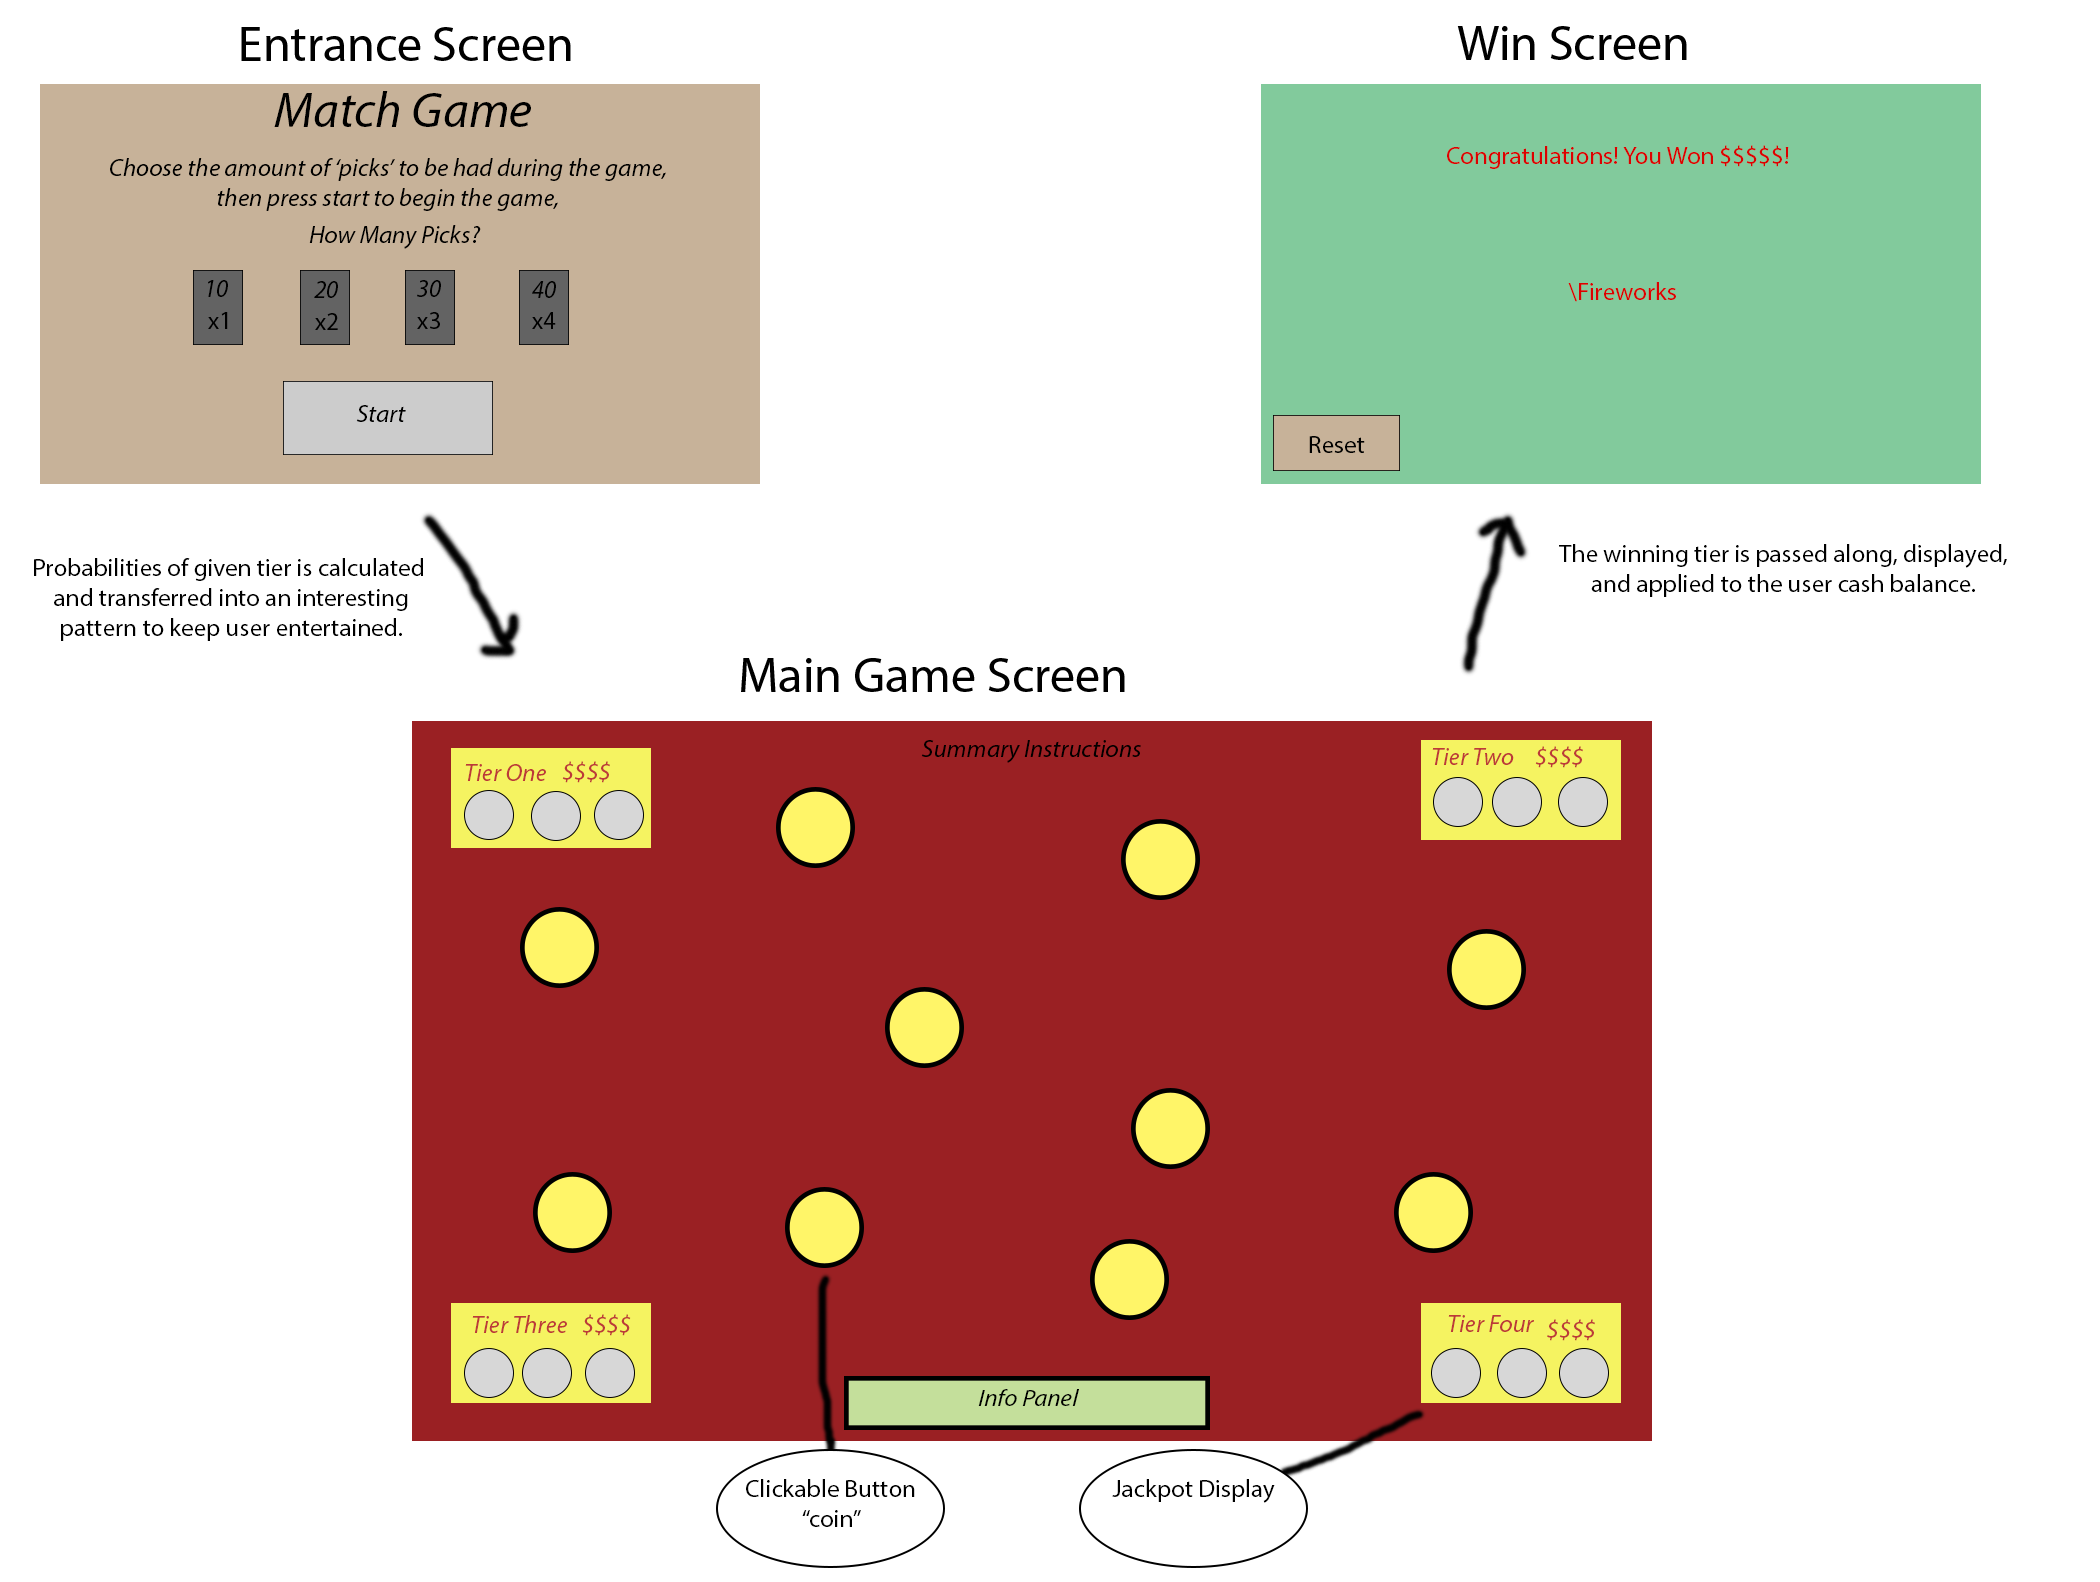 Entrance Screen
Match Game
Choose the amount of ‘picks’ to be had during the game,
then press start to begin the game,
How Many Picks?
10
x1
20
x2
30
x3
40
x4
Start
Win Screen
Congratulations! You Won $$$$$!
\Fireworks
Reset
Probabilities of given tier is calculated
and transferred into an interesting
pattern to keep user entertained.
The winning tier is passed along, displayed,
and applied to the user cash balance.
Main Game Screen
Summary Instructions
Tier One $$$$
Tier Two $$$$
Tier Three $$$$
Tier Four $$$$
Info Panel
Clickable Button
“coin”
Jackpot Display